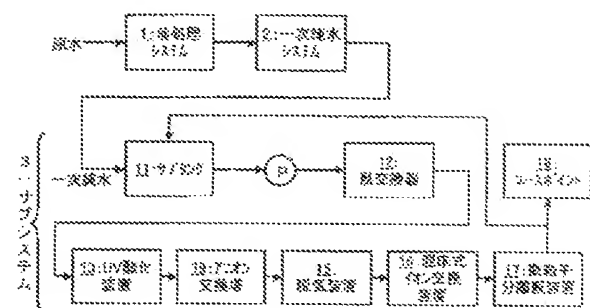 原水
1:前処理
システム
2:一次純水
システム
3:サブシステム
一次純水
11:サブタンク
P
12:
熱交換器
18:
ユースポイント
13:UV酸化
装置
14:アニオン
交換塔
15:
脱気装置
16:混床式
イオン交換
装置
17:
分離膜装置